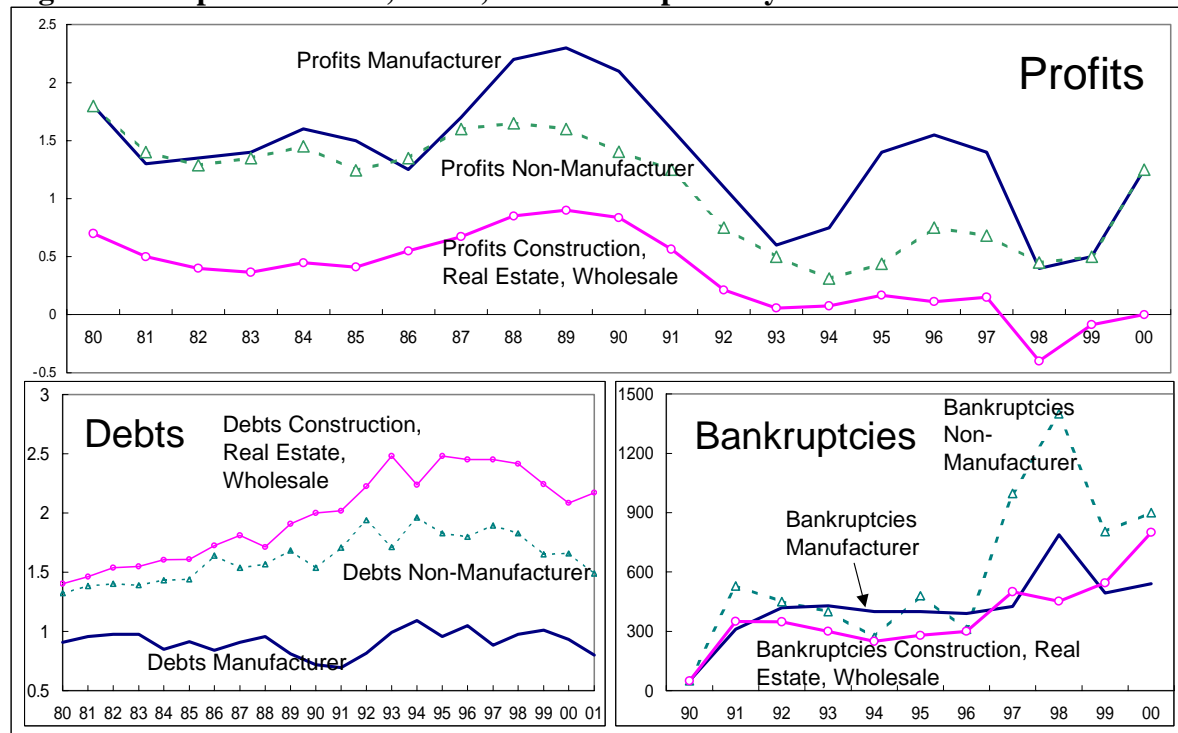 2.5
Profits Manufacturer
Profits
2
1.5
Profits Non-Manufacturer
1
Profits Construction,
Real Estate, Wholesale
0.5
0
80 81 82 83 84 85 86 87 88 89 90 91 92 93 94 95 96 97 98 99 00
-0.5
3
Debts
Debts Construction,
Real Estate,
Wholesale
2.5
2
1.5
Debts Non-Manufacturer
1
Debts Manufacturer
0.5
80 81 82 83 84 85 86 87 88 89 90 91 92 93 94 95 96 97 98 99 00 01
1500
Bankruptcies
Bankruptcies
Non-
Manufacturer
1200
900
Bankruptcies
Manufacturer
600
300
Bankruptcies Construction, Real
Estate, Wholesale
0
90 91 92 93 94 95 96 97 98 99 00